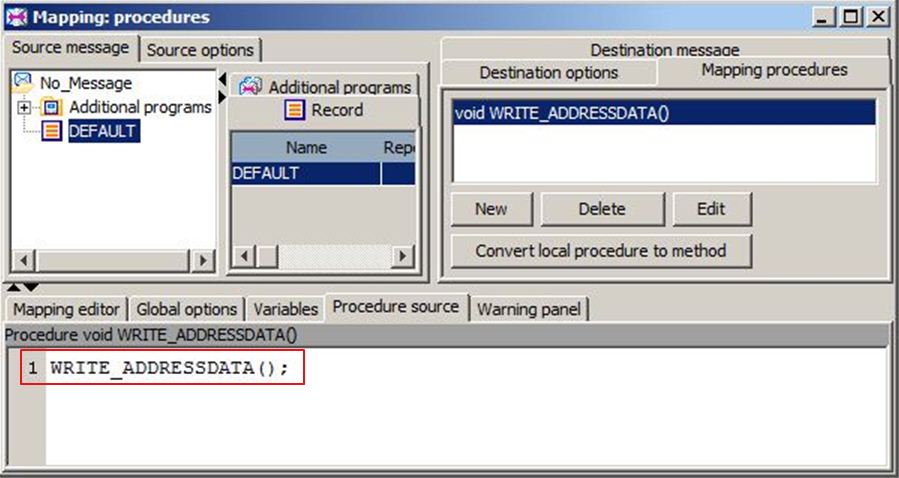 Mapping: procedures
Source message
Source options
No_Message
Additional programs
DEFAULT
Additional programs
Record
Name
DEFAULT
Destination message
Destination options
Mapping procedures
void WRITE_ADDRESSDATA()
New
Delete
Edit
Convert local procedure to method
Mapping editor
Global options
Variables
Procedure source
Warning panel
Procedure void WRITE_ADDRESSDATA()
1 WRITE_ADDRESSDATA();